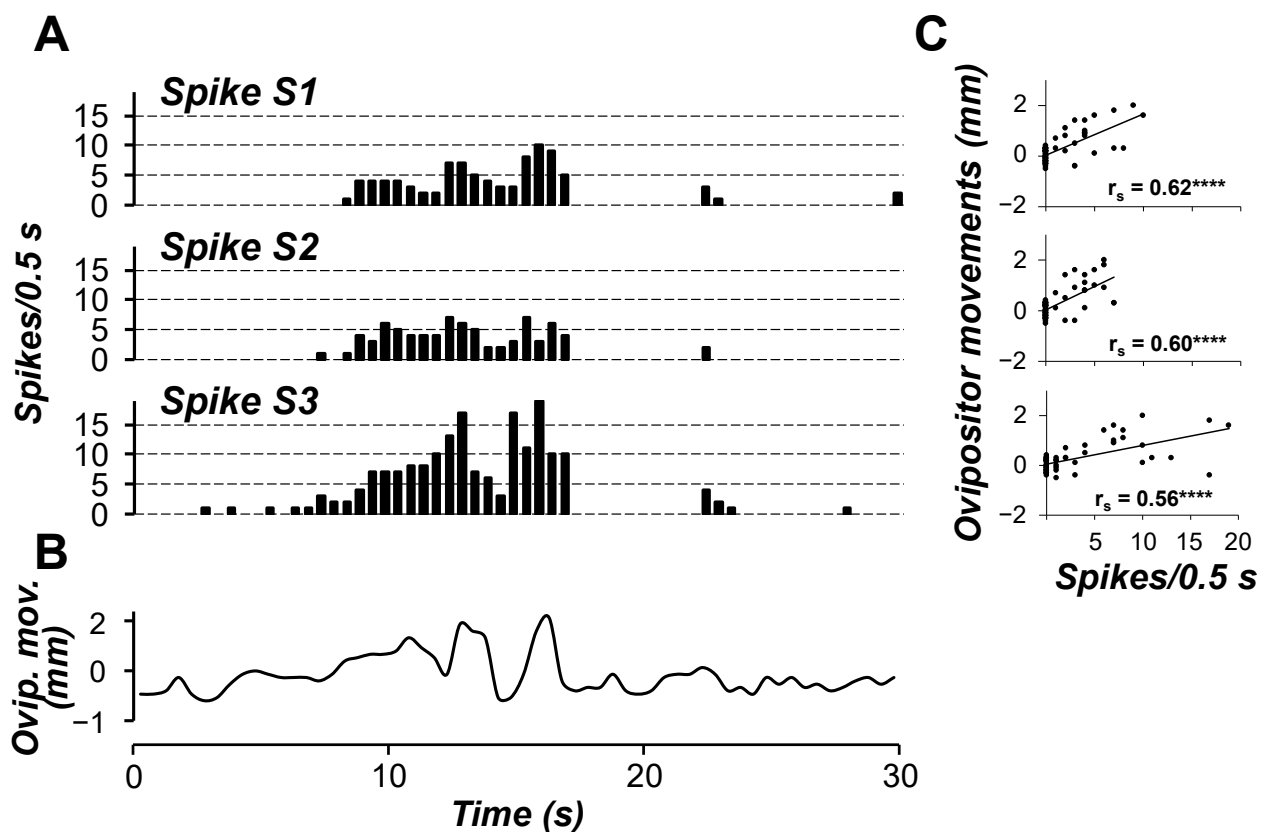 A
Spikes/0.5 s
Spike S1
15
10
5
0
Spike S2
15
10
5
0
Spike S3
15
10
5
0
B
Ovip. mov.
(mm)
2
0
−1
0 10 20 30
Time (s)
C
Ovipositor movements (mm)
2
0
−2
rs = 0.62****
2
0
−2
rs = 0.60****
2
0
−2
rs = 0.56****
5 10 15 20
Spikes/0.5 s